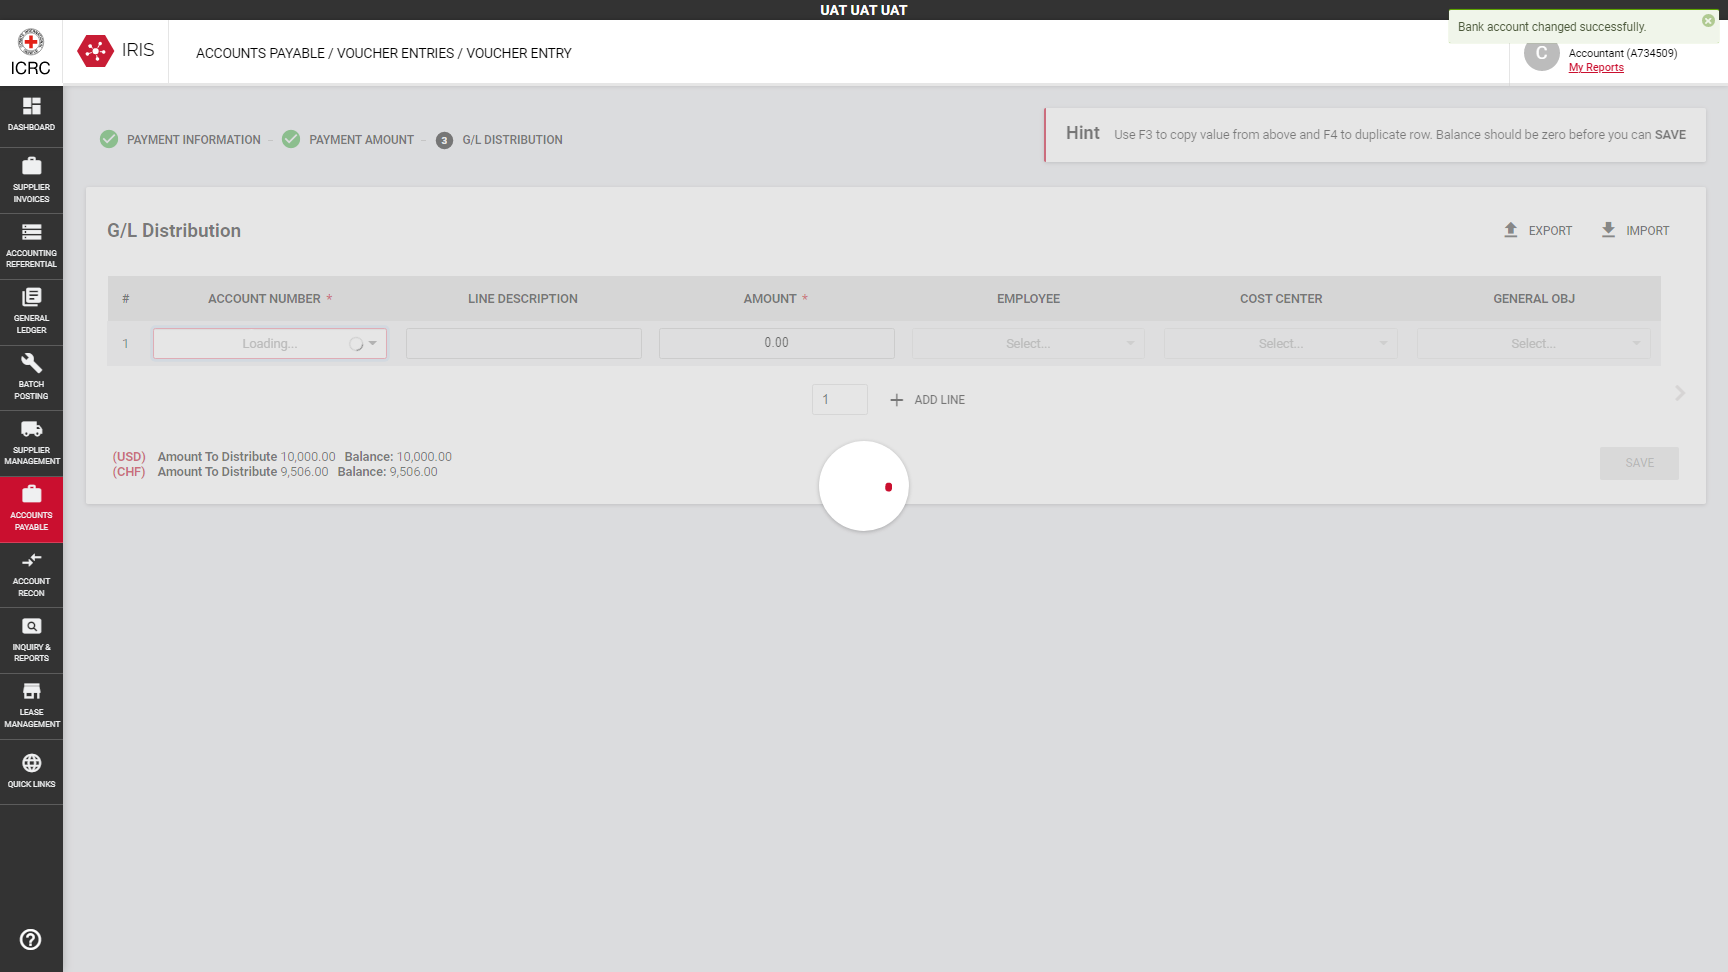 UAT UAT UAT
Bank account changed successfully.
ICRC
IRIS
ACCOUNTS PAYABLE / VOUCHER ENTRIES / VOUCHER ENTRY
C
Accountant (A734509)
My Reports
DASHBOARD
SUPPLIER
INVOICES
ACCOUNTING
REFERENTIAL
GENERAL
LEDGER
BATCH
POSTING
SUPPLIER
MANAGEMENT
ACCOUNTS
PAYABLE
ACCOUNT
RECON
INQUIRY &
REPORTS
LEASE
MANAGEMENT
QUICK LINKS
PAYMENT INFORMATION - PAYMENT AMOUNT - 3 G/L DISTRIBUTION
Hint Use F3 to copy value from above and F4 to duplicate row. Balance should be zero before you can SAVE
G/L Distribution
EXPORT IMPORT
# ACCOUNT NUMBER * LINE DESCRIPTION AMOUNT * EMPLOYEE COST CENTER GENERAL OBJ
1 Loading... 0.00 Select... Select... Select...
1 ADD LINE
(USD) Amount To Distribute 10,000.00 Balance: 10,000.00
(CHF) Amount To Distribute 9,506.00 Balance: 9,506.00
SAVE